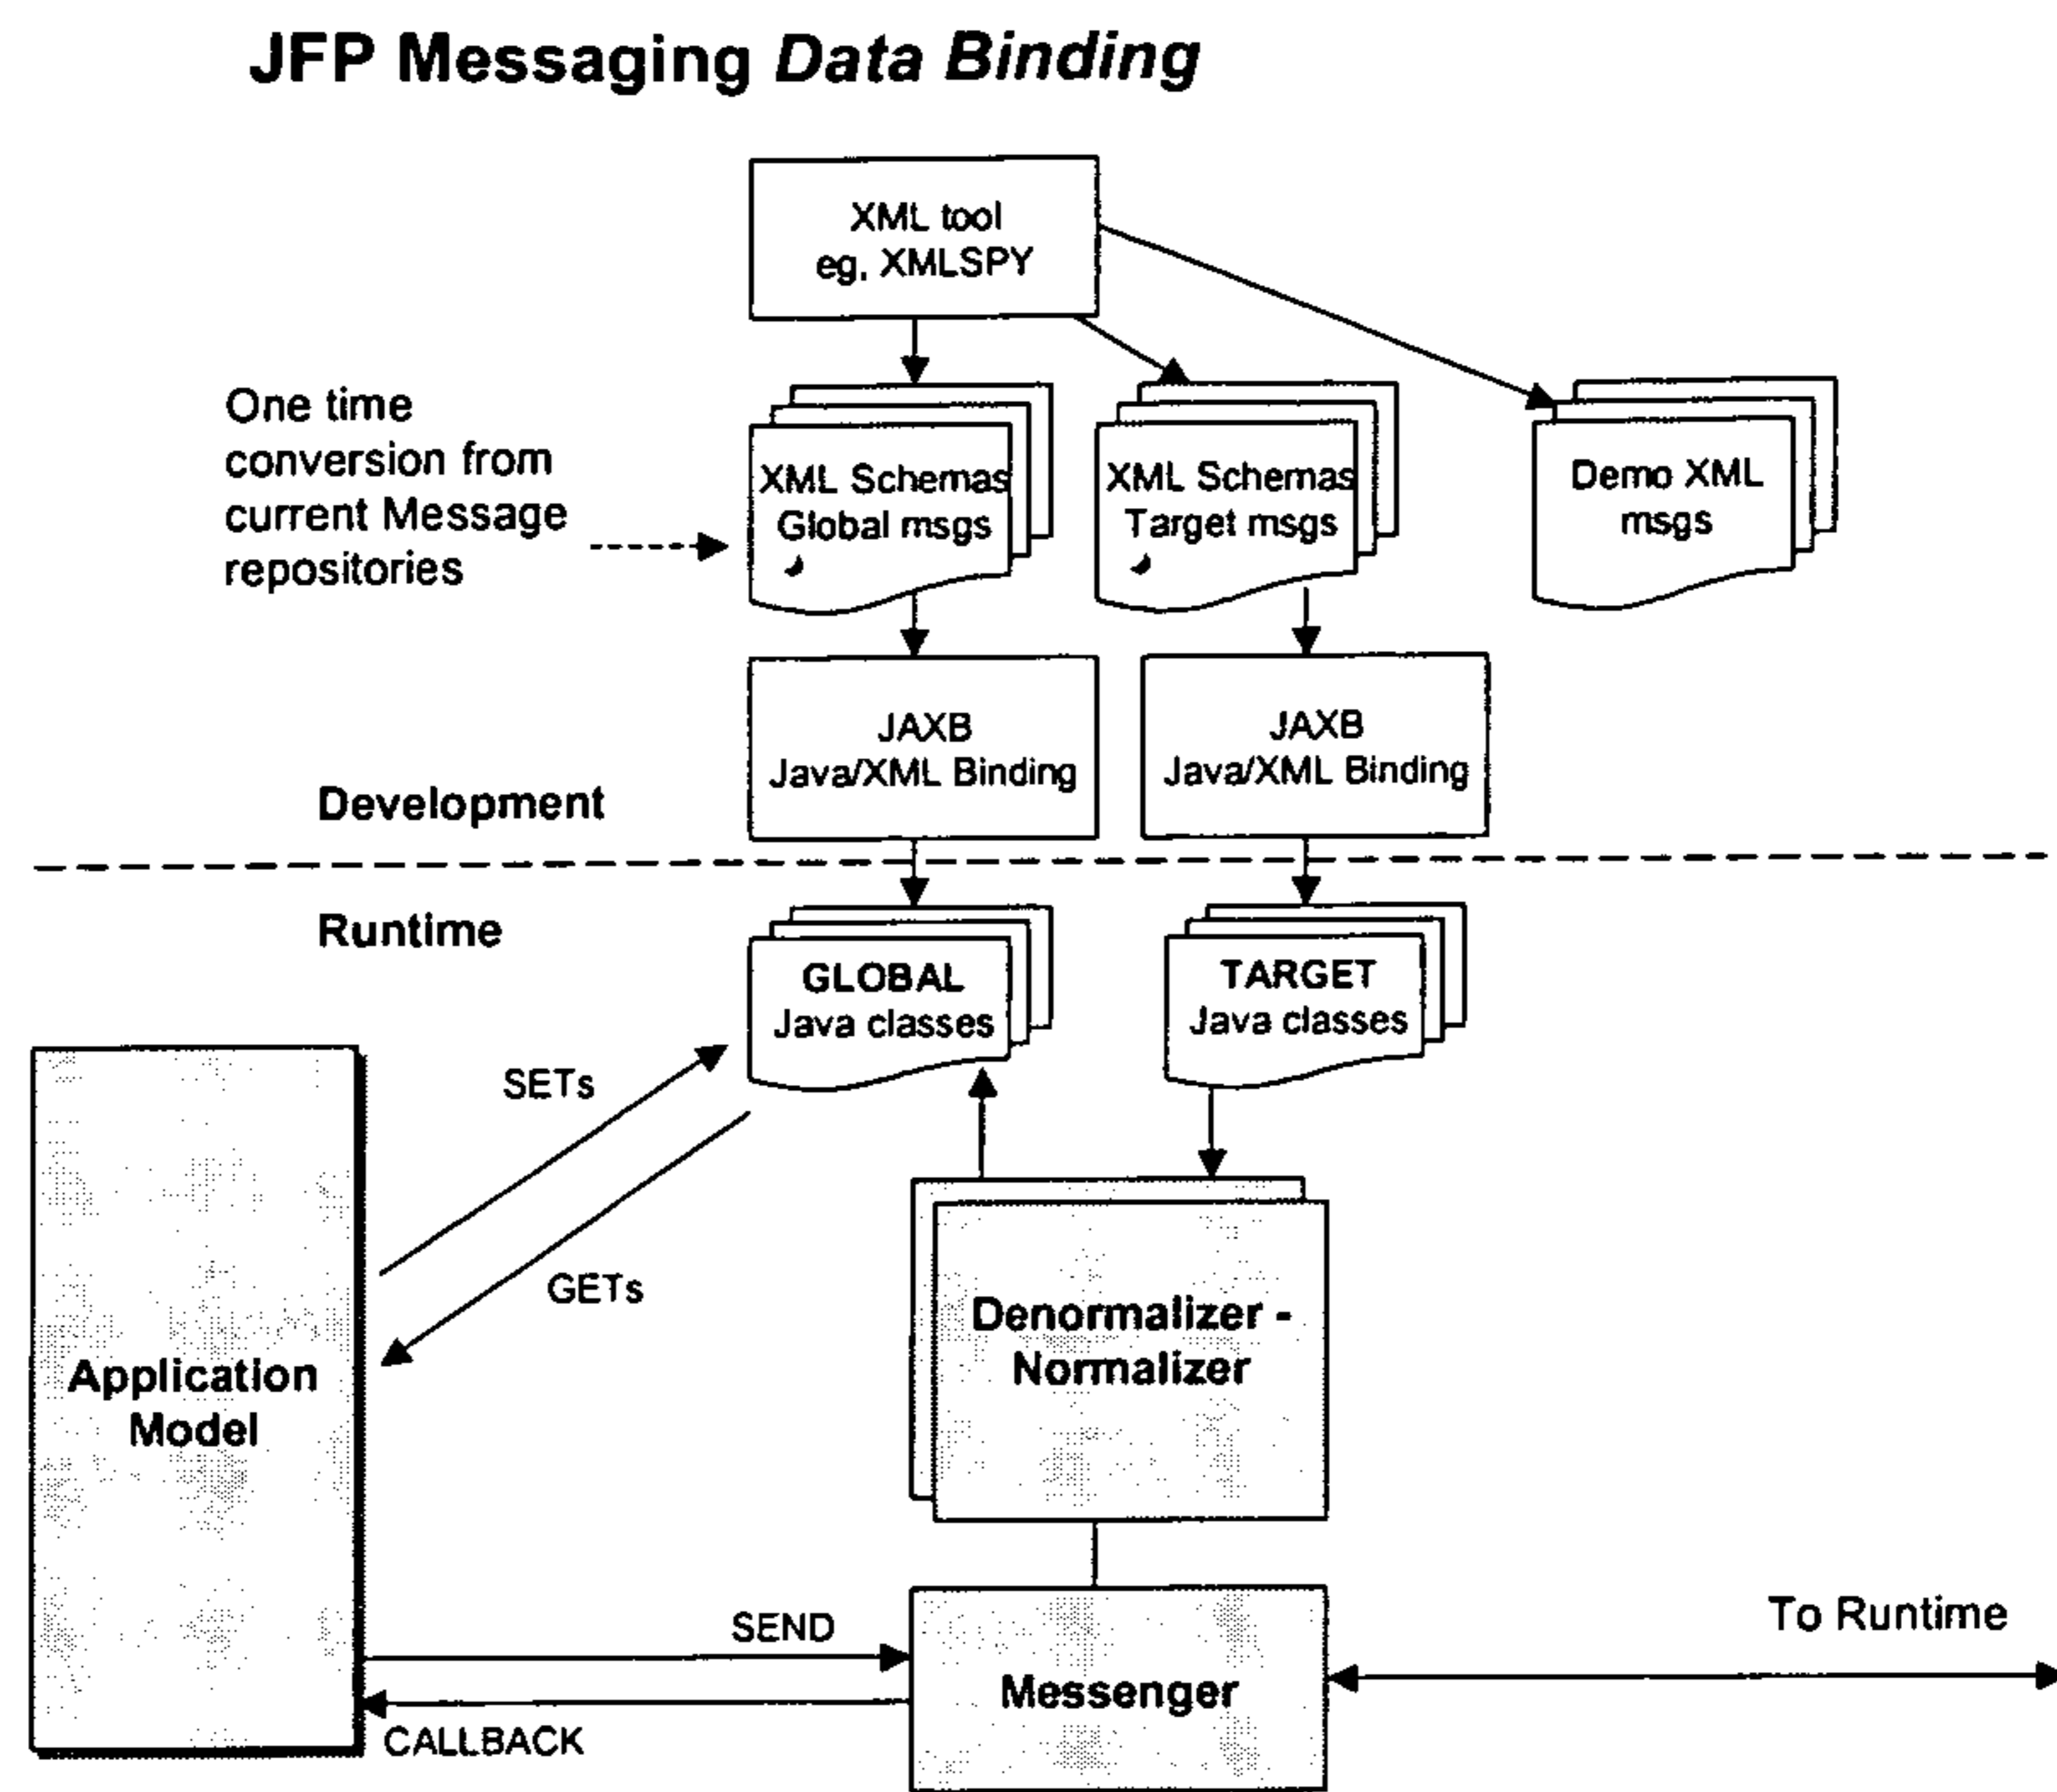 JFP Messaging Data Binding
XML tool
eg, XMLSPY
One time
conversion from
current Message
repositories
XML Schemas
Global msgs
XML Schemas
Target msgs
Demo XML
msgs
JAXB
Java/XML Binding
JAXB
Java/XML Binding
Development
Runtime
GLOBAL
Java classes
TARGET
Java classes
SETs
GETs
Application
Model
Denormalizer -
Normalizer
SEND
CALLBACK
Messenger
To Runtime